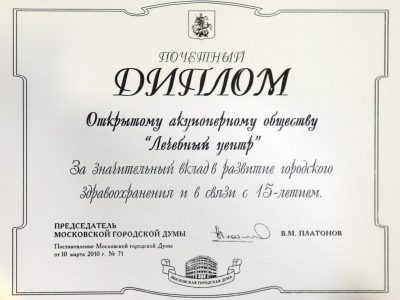 ПОЧЕТНЫЙ
ДИПЛОМ
Открытому акционерному обществу
"Лечебный центр"
За значительный вклад в развитие городского
здравоохранения и в связи с 15-летием.
ПРЕДСЕДАТЕЛЬ
МОСКОВСКОЙ ГОРОДСКОЙ ДУМЫ
В.М. ПЛАТОНОВ
Постановление Московской городской Думы
от 10 марта 2010 г. № 71
МОСКОВСКАЯ ГОРОДСКАЯ ДУМА